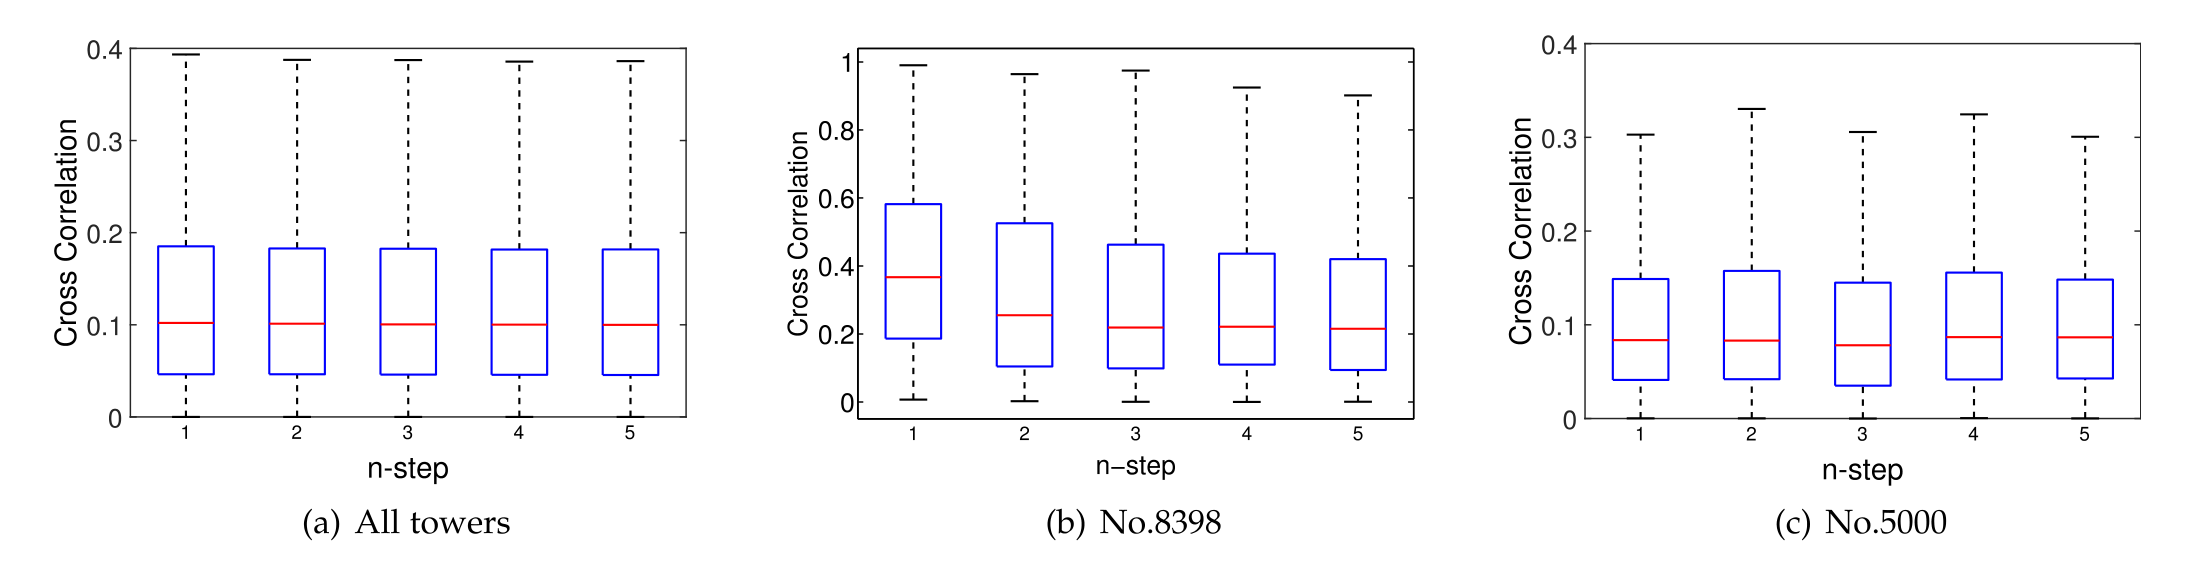 Cross Correlation
0.4
0.3
0.2
0.1
0
1 2 3 4 5
n-step
(a) All towers
Cross Correlation
1
0.8
0.6
0.4
0.2
0
1 2 3 4 5
n−step
(b) No.8398
Cross Correlation
0.4
0.3
0.2
0.1
0
1 2 3 4 5
n-step
(c) No.5000